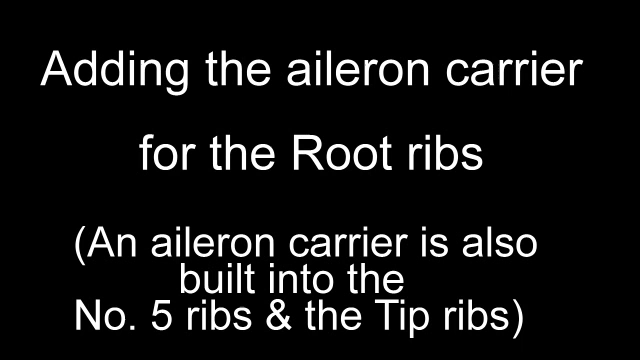 Adding the aileron carrier
for the Root ribs
(An aileron carrier is also
built into the
No. 5 ribs & the Tip ribs)